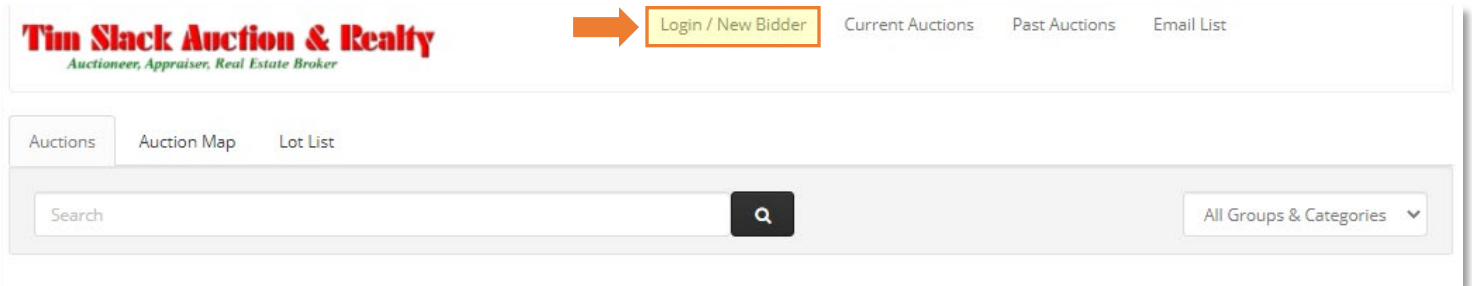 Tim Slack Auction & Realty
Auctioneer, Appraiser, Real Estate Broker
Login / New Bidder
Current Auctions
Past Auctions
Email List
Auctions
Auction Map
Lot List
Search
All Groups & Categories